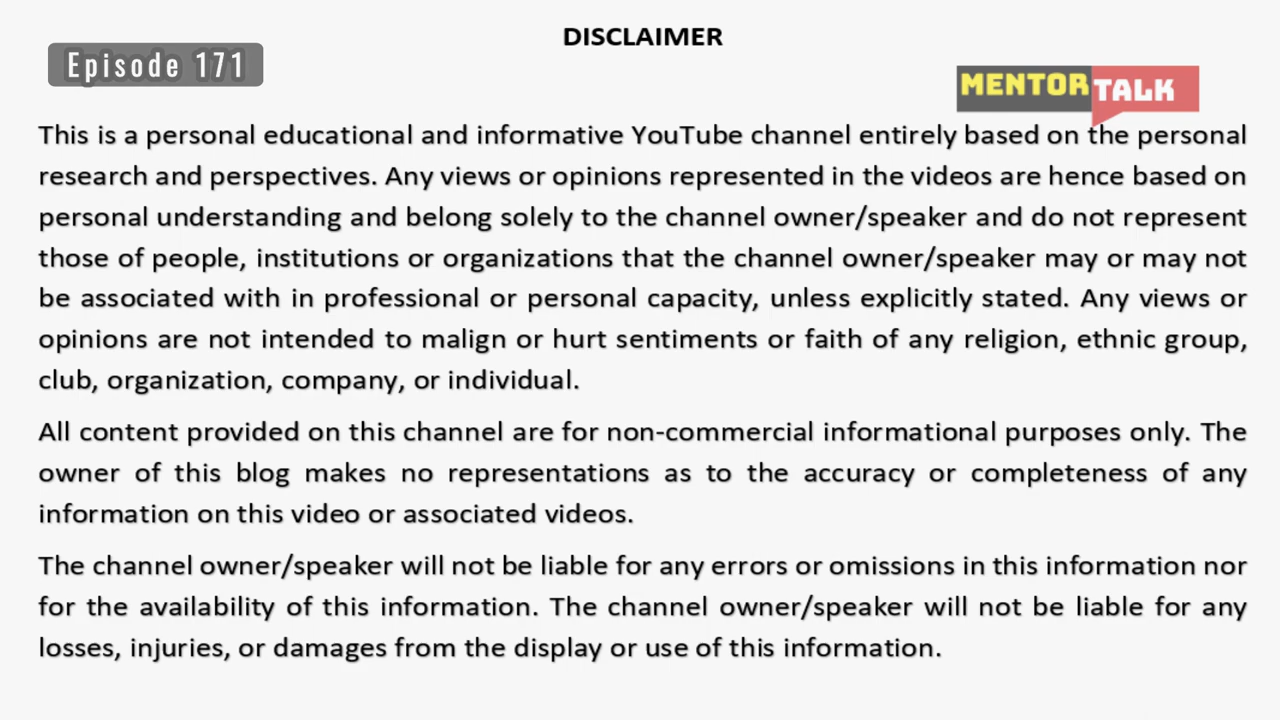 DISCLAIMER
Episode 171
MENTOR TALK
This is a personal educational and informative YouTube channel entirely based on the personal
research and perspectives. Any views or opinions represented in the videos are hence based on
personal understanding and belong solely to the channel owner/speaker and do not represent
those of people, institutions or organizations that the channel owner/speaker may or may not
be associated with in professional or personal capacity, unless explicitly stated. Any views or
opinions are not intended to malign or hurt sentiments or faith of any religion, ethnic group,
club, organization, company, or individual.
All content provided on this channel are for non-commercial informational purposes only. The
owner of this blog makes no representations as to the accuracy or completeness of any
information on this video or associated videos.
The channel owner/speaker will not be liable for any errors or omissions in this information nor
for the availability of this information. The channel owner/speaker will not be liable for any
losses, injuries, or damages from the display or use of this information.